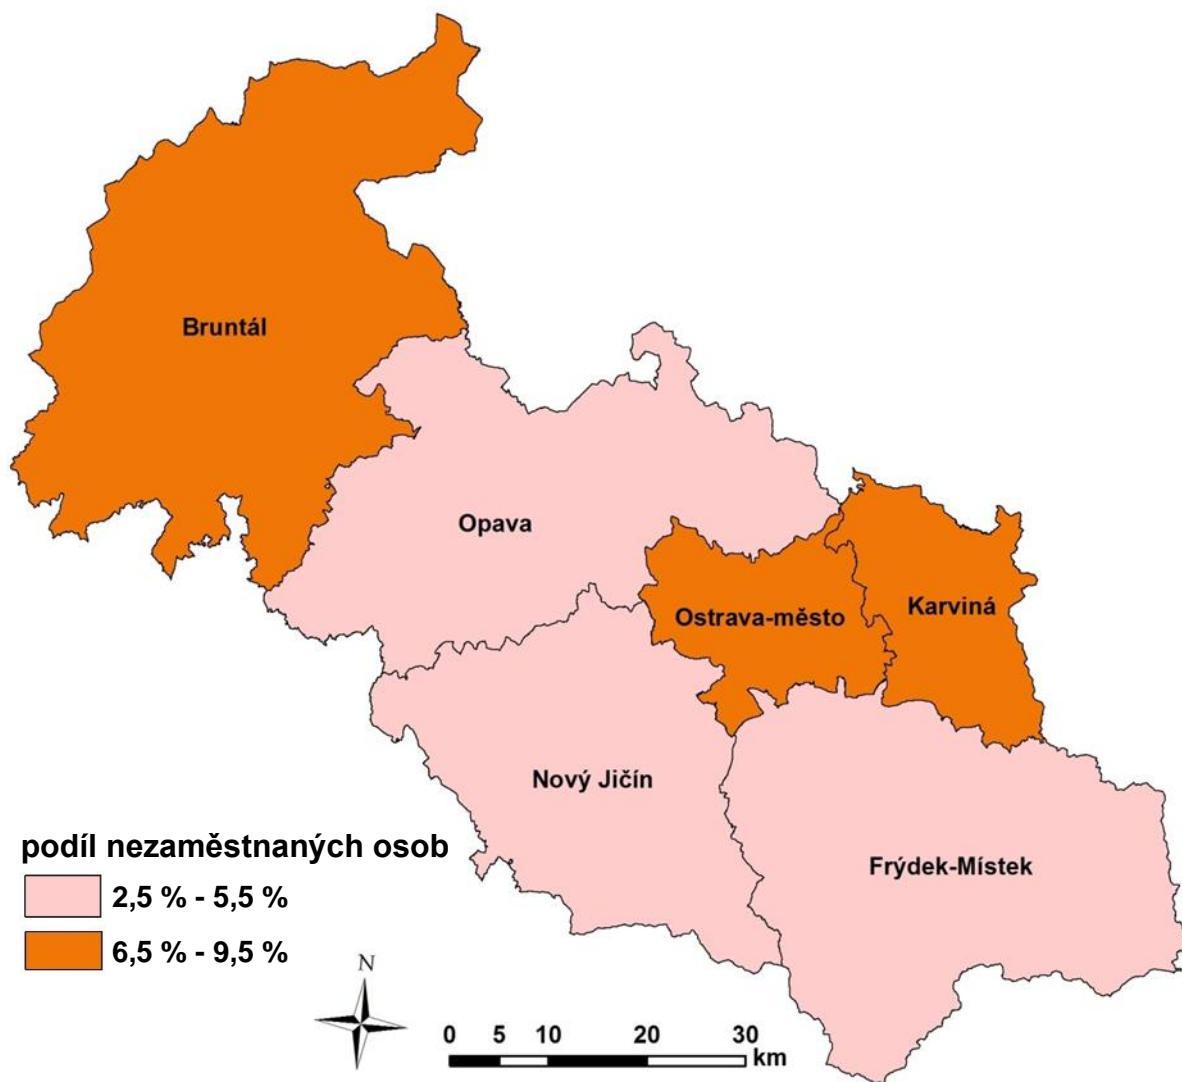 Bruntál
Opava
Ostrava-město
Karviná
Nový Jičín
Frýdek-Místek
podíl nezaměstnaných osob
2,5 % - 5,5 %
6,5 % - 9,5 %
N
0 5 10 20 30
km